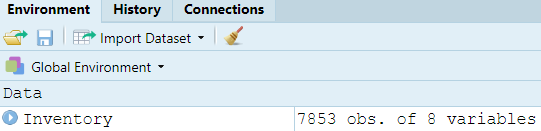 Environment History Connections
Import Dataset
Global Environment
Data
Inventory 7853 obs. of 8 variables